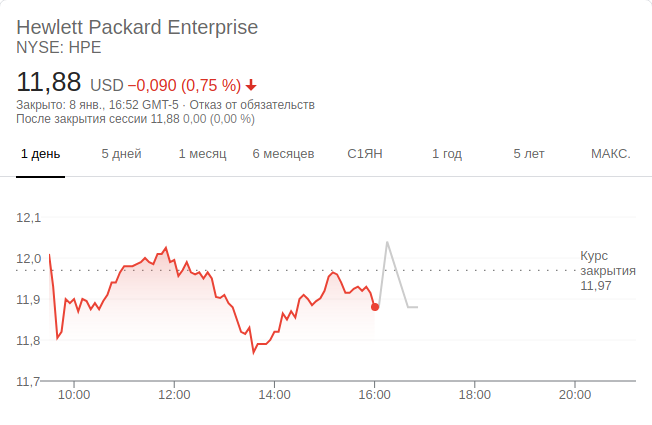 Hewlett Packard Enterprise
NYSE: HPE
11,88 USD −0,090 (0,75 %)
Закрыто: 8 янв., 16:52 GMT-5 · Отказ от обязательств
После закрытия сессии 11,88 0,00 (0,00 %)
1 день 5 дней 1 месяц 6 месяцев С1ЯН 1 год 5 лет МАКС.
12,1
12,0
11,9
11,8
11,7
Курс
закрытия
11,97
10:00 12:00 14:00 16:00 18:00 20:00